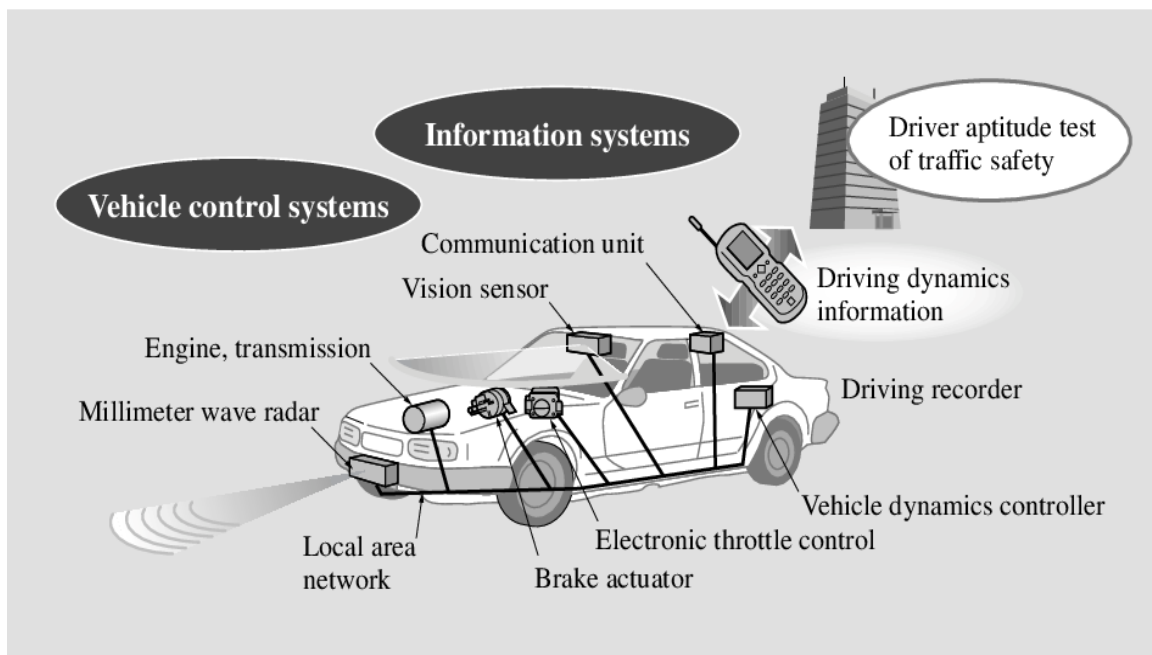 Information systems
Driver aptitude test
of traffic safety
Vehicle control systems
Communication unit
Vision sensor
Driving dynamics
information
Engine, transmission
Driving recorder
Millimeter wave radar
Vehicle dynamics controller
Electronic throttle control
Local area
network
Brake actuator